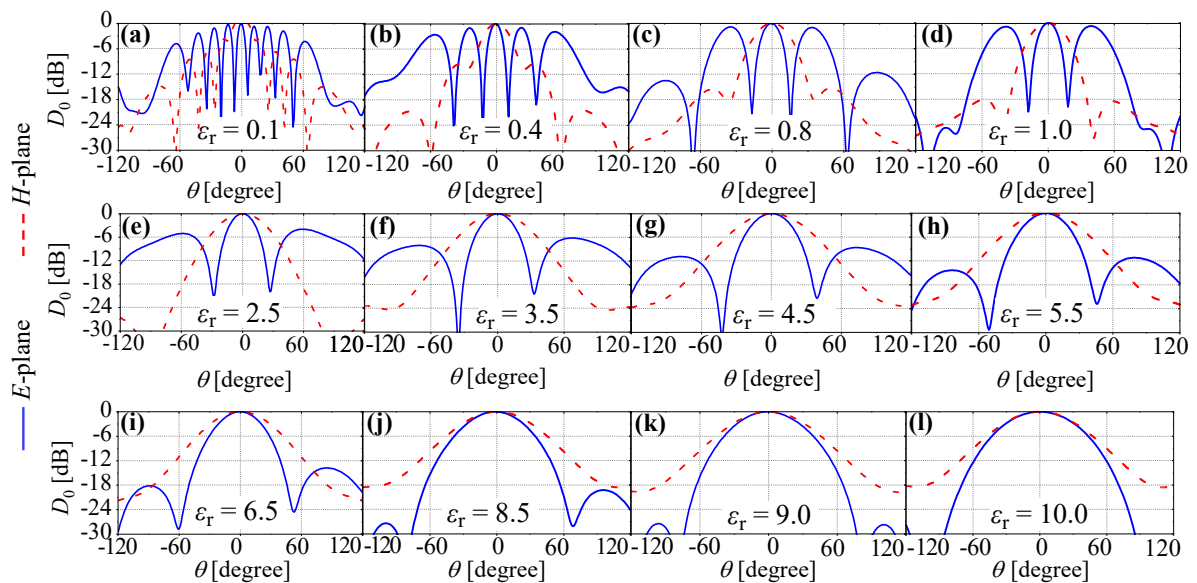 E-plane H-plane
D0 [dB]
0
-6
-12
-18
-24
-30
(a) (b) (c) (d)
εr = 0.1 εr = 0.4 εr = 0.8 εr = 1.0
-120 -60 0 60 120 -120 -60 0 60 120 -120 -60 0 60 120 -120 -60 0 60 120
θ [degree] θ [degree] θ [degree] θ [degree]
D0 [dB]
0
-6
-12
-18
-24
-30
(e) (f) (g) (h)
εr = 2.5 εr = 3.5 εr = 4.5 εr = 5.5
-120 -60 0 60 120 -120 -60 0 60 120 -120 -60 0 60 120 -120 -60 0 60 120
θ [degree] θ [degree] θ [degree] θ [degree]
D0 [dB]
0
-6
-12
-18
-24
-30
(i) (j) (k) (l)
εr = 6.5 εr = 8.5 εr = 9.0 εr = 10.0
-120 -60 0 60 120 -120 -60 0 60 120 -120 -60 0 60 120 -120 -60 0 60 120
θ [degree] θ [degree] θ [degree] θ [degree]